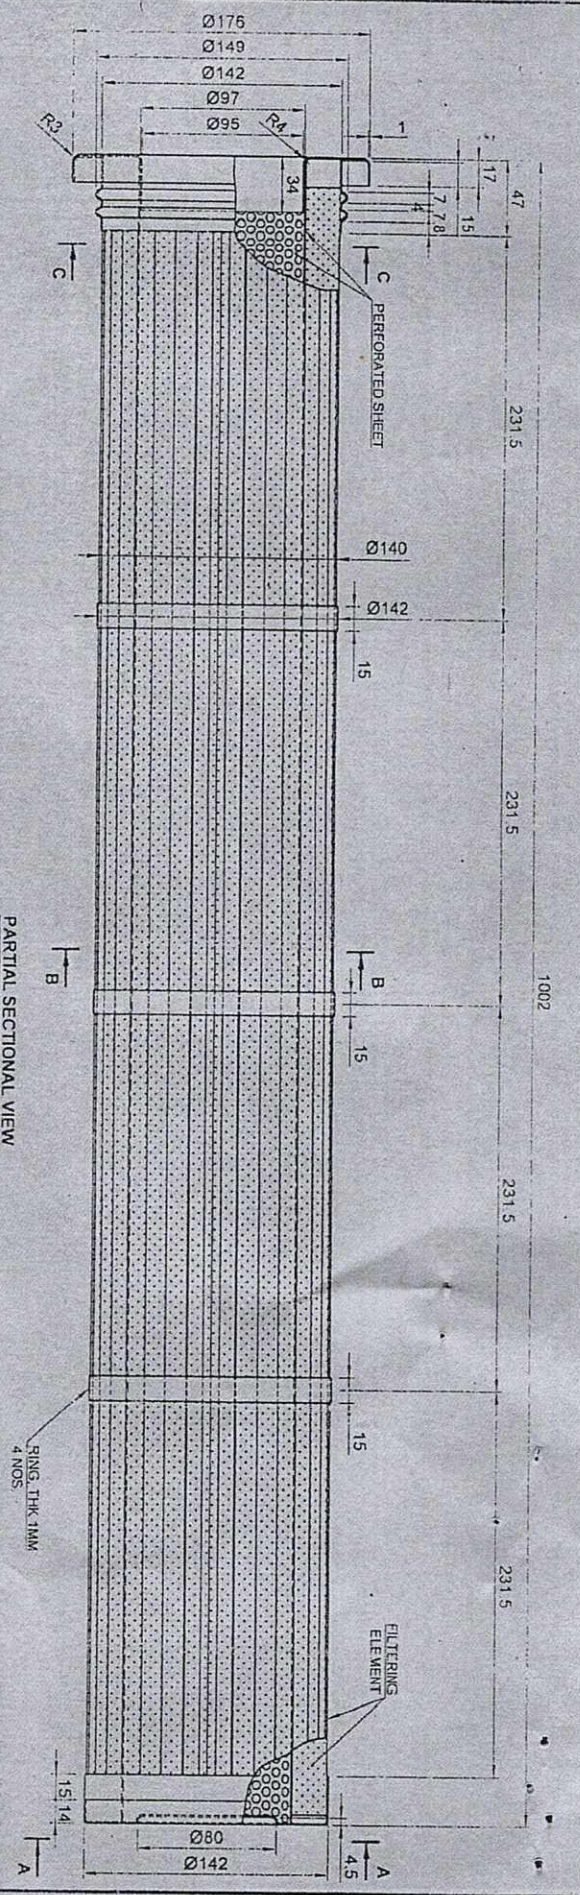 Ø176
Ø149
Ø142
Ø97
Ø95
R3
R4
1
17
47
34
7
4
7,8
15
C
C
PERFORATED SHEET
231.5
Ø140
Ø142
15
231.5
1002
B
B
15
PARTIAL SECTIONAL VIEW
231.5
15
RING, THK 1MM
4 NOS.
231.5
FILTERING
ELEMENT
15
14
Ø80
Ø142
4.5
A
A